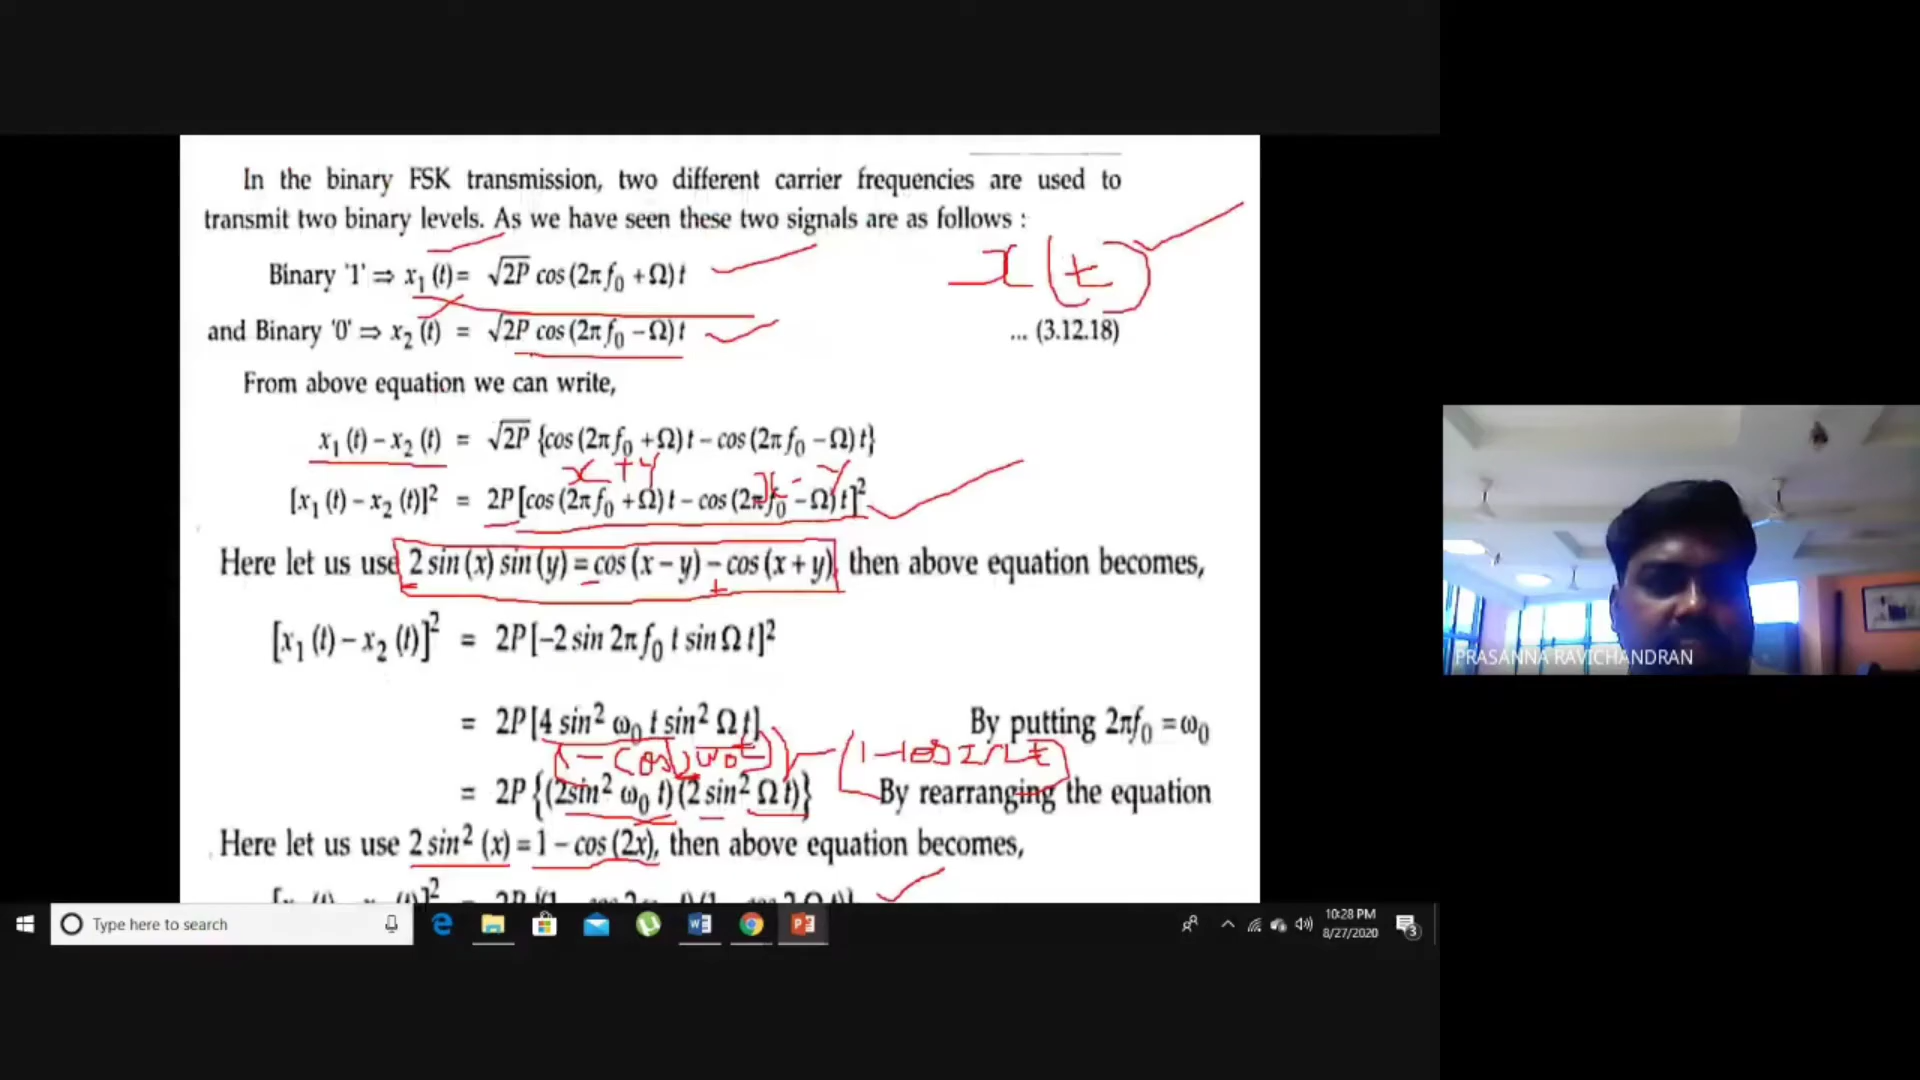 In the binary FSK transmission, two different carrier frequencies are used to
transmit two binary levels. As we have seen these two signals are as follows :
Binary '1' ⇒ x₁ (t) = √2P cos (2π f₀ + Ω) t
x(t)
and Binary '0' ⇒ x₂ (t) = √2P cos (2π f₀ − Ω) t ... (3.12.18)
From above equation we can write,
x₁ (t) − x₂ (t) = √2P {cos (2π f₀ + Ω) t − cos (2π f₀ − Ω) t}
x+y x-y
[x₁ (t) − x₂ (t)]² = 2P [cos (2π f₀ + Ω) t − cos (2π f₀ − Ω) t]²
Here let us use 2 sin (x) sin (y) = cos (x − y) − cos (x + y), then above equation becomes,
[x₁ (t) − x₂ (t)]² = 2P [−2 sin 2π f₀ t sin Ω t]²
= 2P [4 sin² ω₀ t sin² Ω t] By putting 2πf₀ = ω₀
(1 - cos 2ω₀t) (1 - cos 2Ωt)
= 2P {(2sin² ω₀ t) (2 sin² Ω t)} By rearranging the equation
Here let us use 2 sin² (x) = 1 − cos (2x), then above equation becomes,
PRASANNA RAVICHANDRAN
Type here to search
10:28 PM
8/27/2020
3